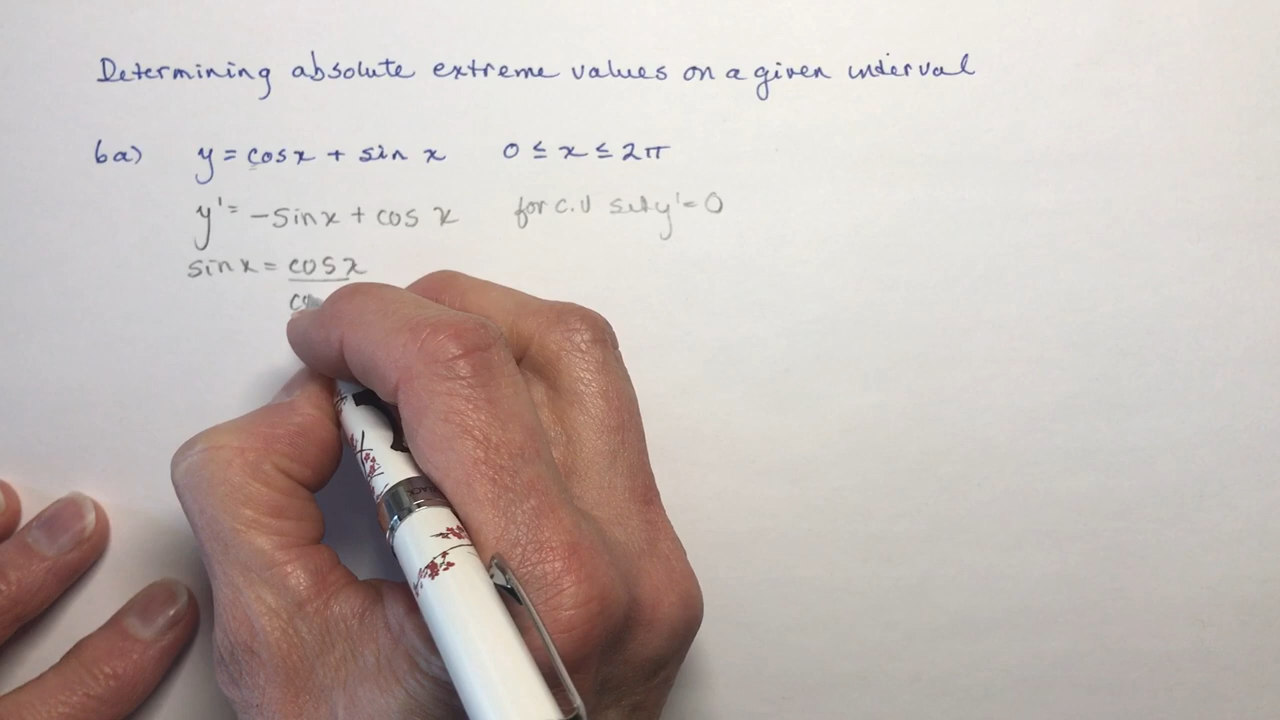 Determining absolute extreme values on a given interval
6a) y = cos x + sin x 0 ≤ x ≤ 2π
y' = -sin x + cos x for c.v set y' = 0
sin x = cos x